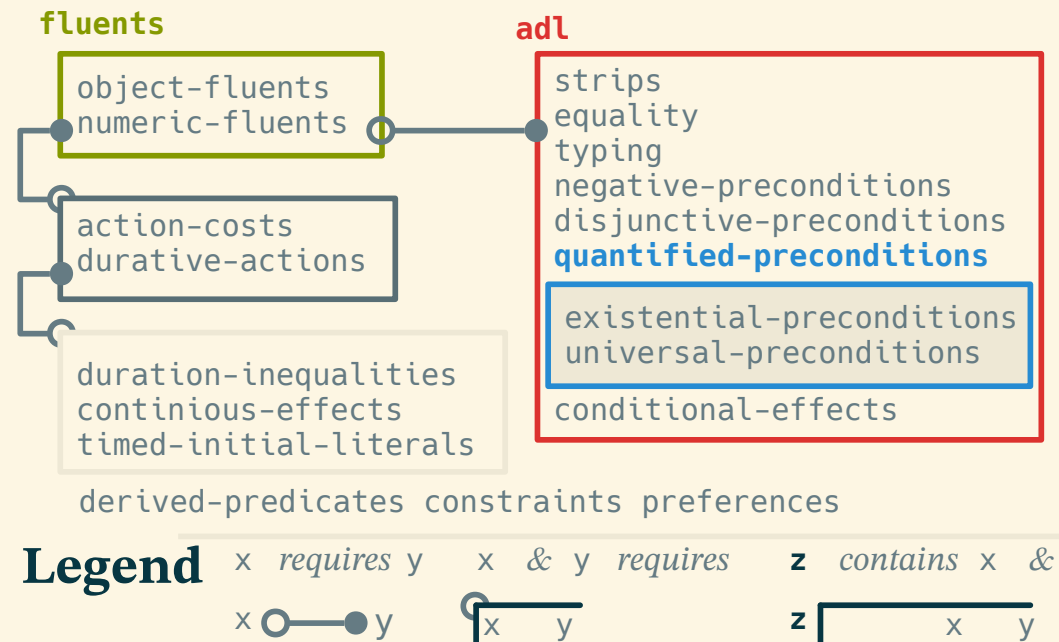 fluents
object-fluents
numeric-fluents
action-costs
durative-actions
duration-inequalities
continious-effects
timed-initial-literals
adl
strips
equality
typing
negative-preconditions
disjunctive-preconditions
quantified-preconditions
existential-preconditions
universal-preconditions
conditional-effects
derived-predicates constraints preferences
Legend
x requires y
x & y requires
z contains x &
x y
x y
z x y